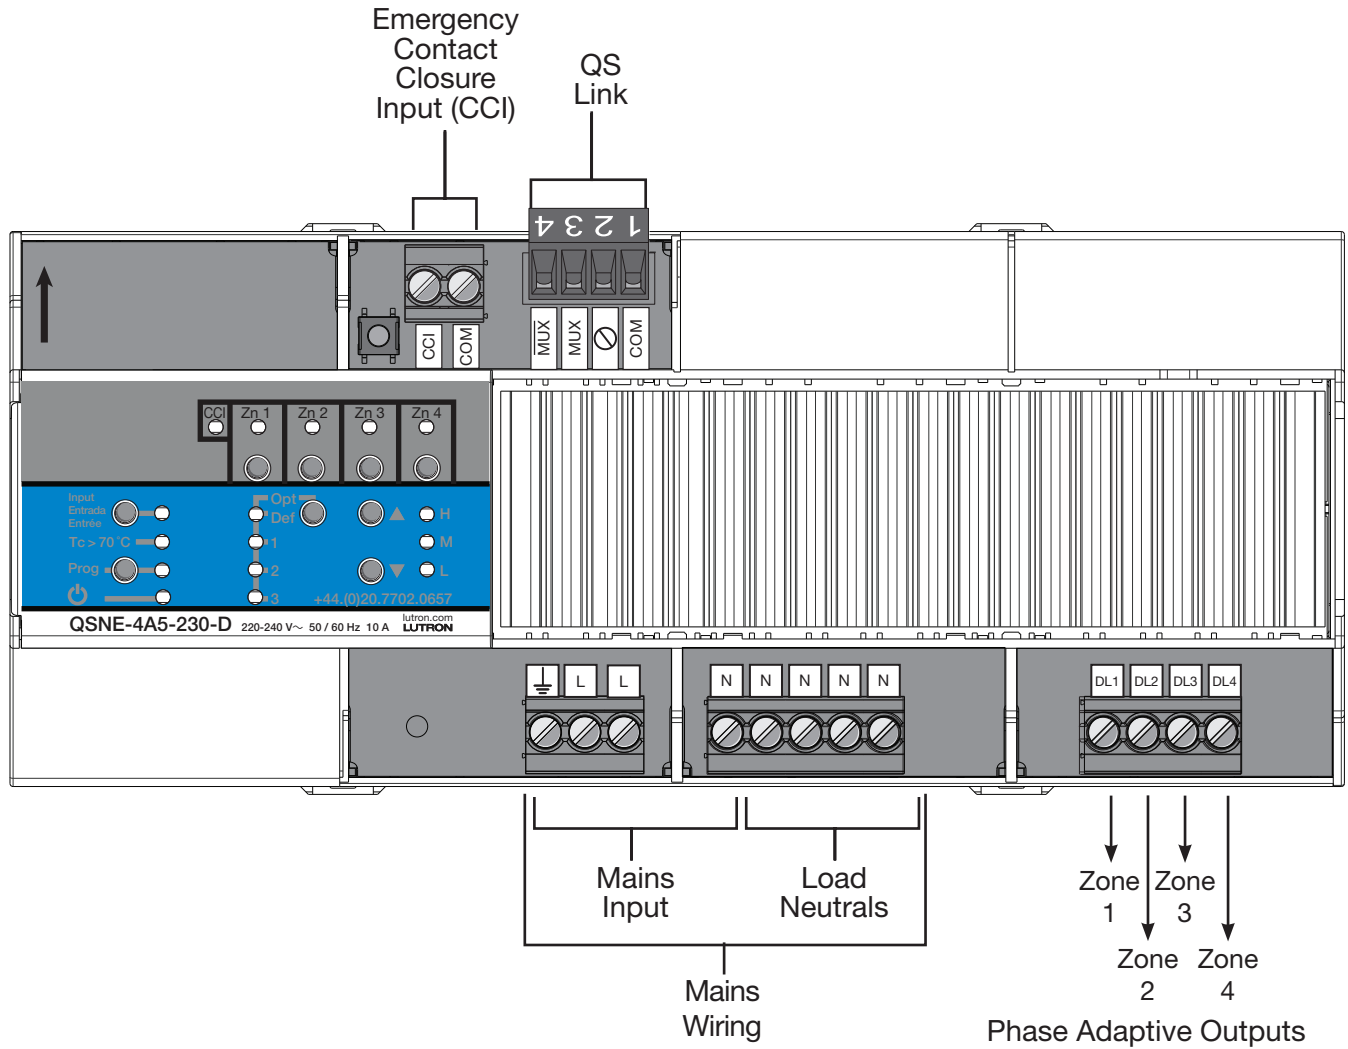 Emergency
Contact
Closure
Input (CCI)
QS
Link
4 3 2 1
CCI
COM
MUX
MUX
COM
CCI
Zn 1
Zn 2
Zn 3
Zn 4
Input
Entrada
Entrée
Tc > 70 ˚C
Prog
Opt
Def
1
2
3
H
M
L
+44.(0)20.7702.0657
QSNE-4A5-230-D 220-240 V~ 50 / 60 Hz 10 A
lutron.com
LUTRON
L
L
N
N
N
N
N
DL1
DL2
DL3
DL4
Mains
Input
Load
Neutrals
Mains
Wiring
Zone
1
Zone
3
Zone
2
Zone
4
Phase Adaptive Outputs